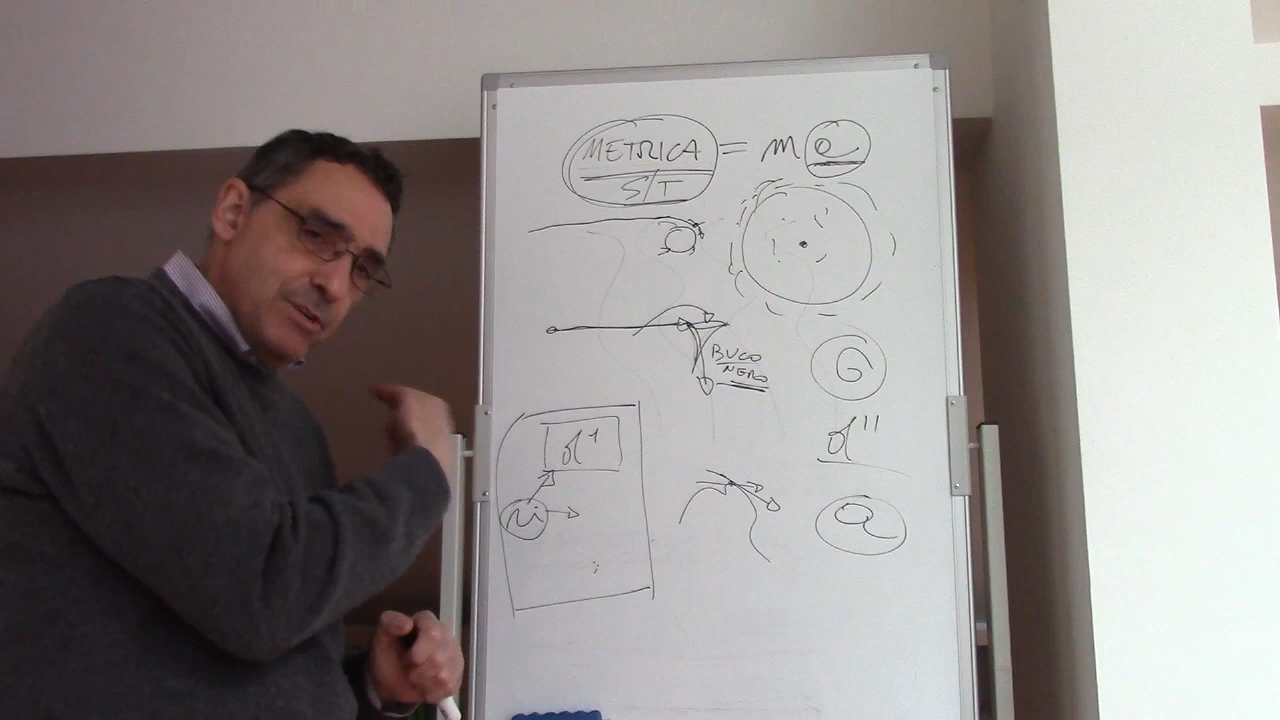 METRICA = m a
S/T
BUCO
NERO
G
d'
d"
a